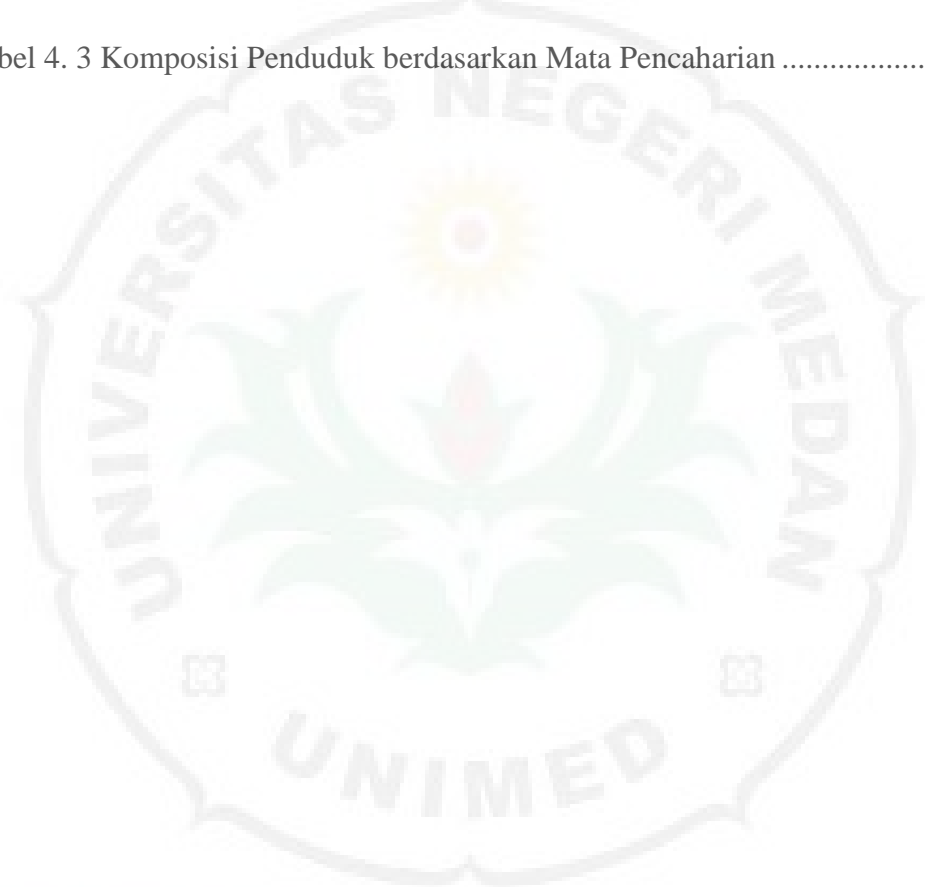 bel 4. 3 Komposisi Penduduk berdasarkan Mata Pencaharian ..................
UNIVERSITAS NEGERI MEDAN
UNIMED